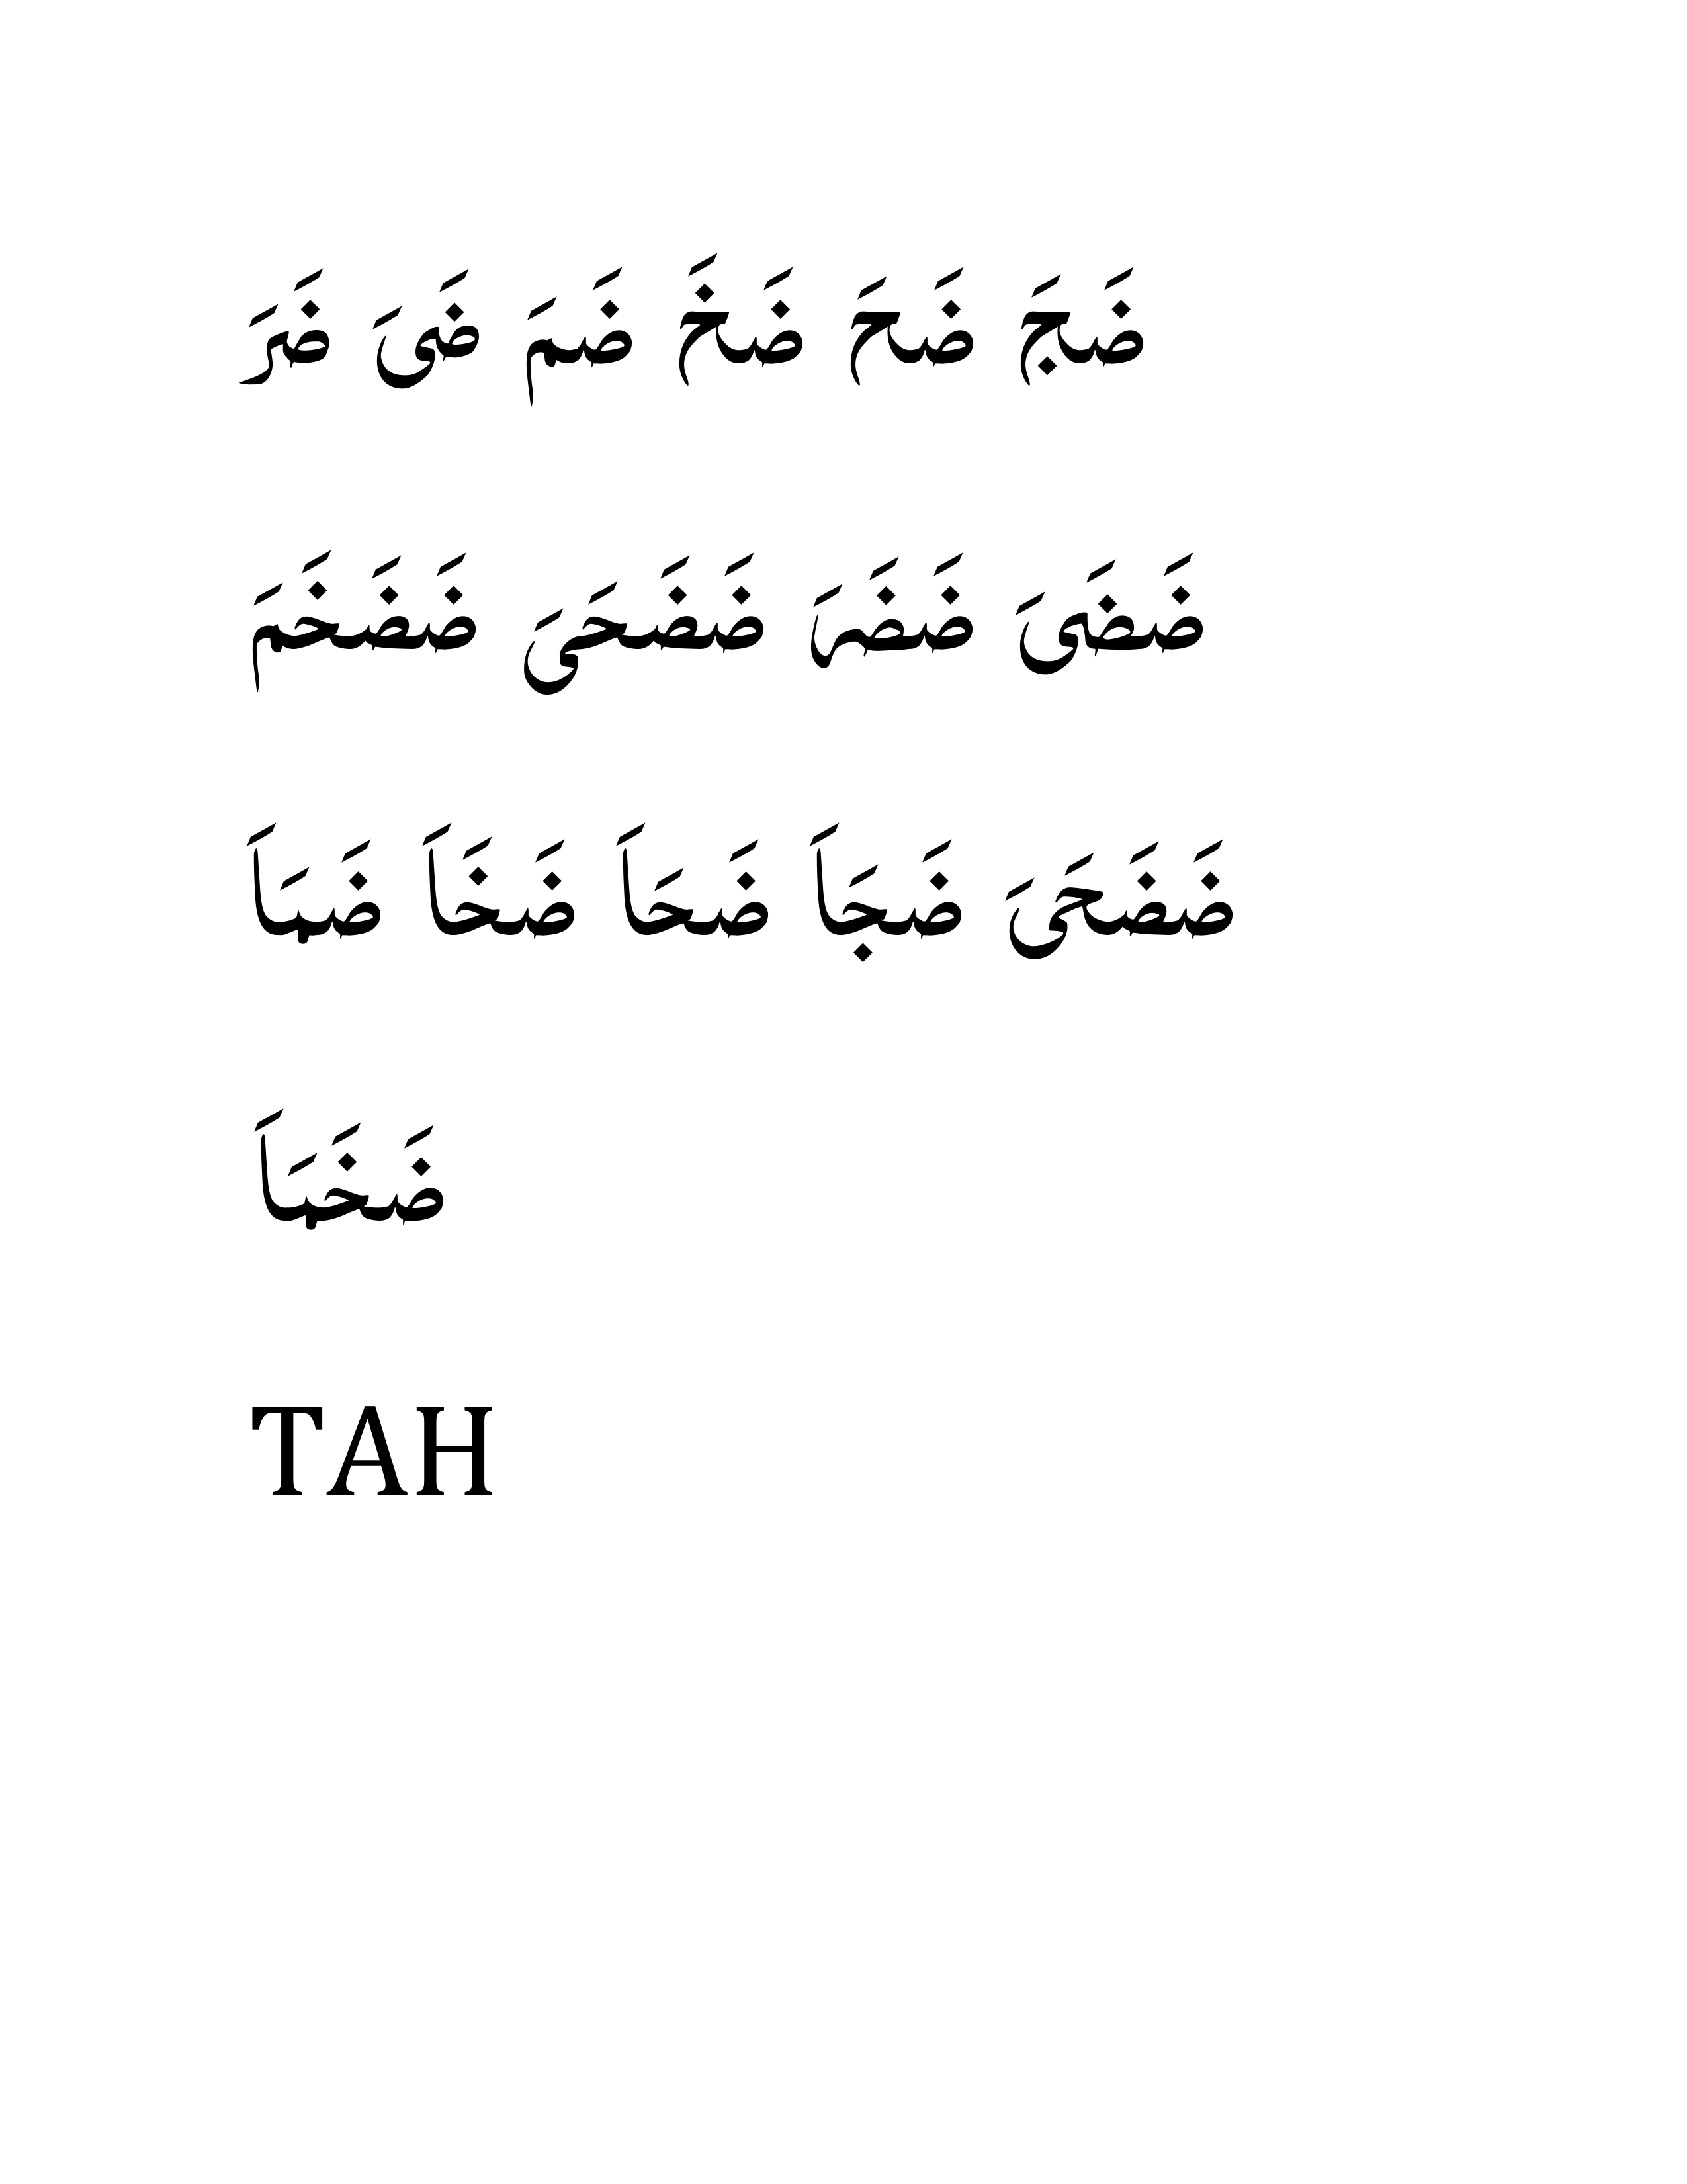 ضَجَ ضَحَ ضَخَ ضَمَ ضَىَ
ضَضَىَ ضَضَحَىَ ضَضَخَمَ
ضَضَحَىَ ضَجَاَ ضَحَاَ ضَخَاَ ضَمَاَ
ضَخَمَاَ
TAH